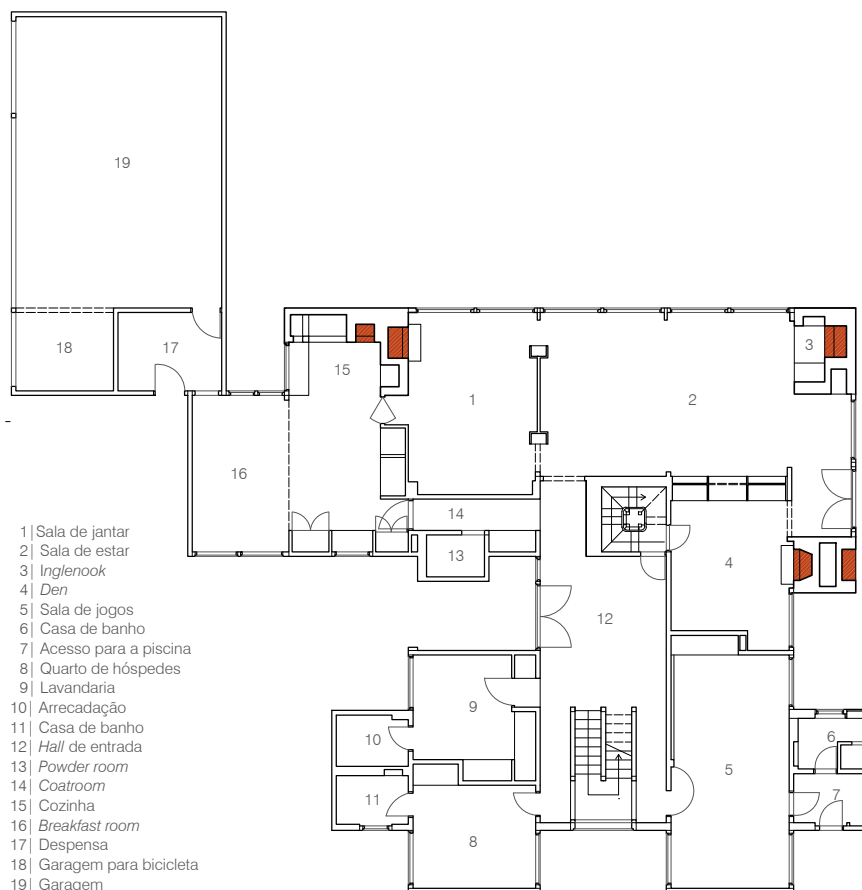 19
18
17
15
3
1
2
16
14
13
4
12
9
10
6
5
11
7
8
-
1| Sala de jantar
2| Sala de estar
3| Inglenook
4| Den
5| Sala de jogos
6| Casa de banho
7| Acesso para a piscina
8| Quarto de hóspedes
9| Lavandaria
10| Arrecadação
11| Casa de banho
12| Hall de entrada
13| Powder room
14| Coatroom
15| Cozinha
16| Breakfast room
17| Despensa
18| Garagem para bicicleta
19| Garagem